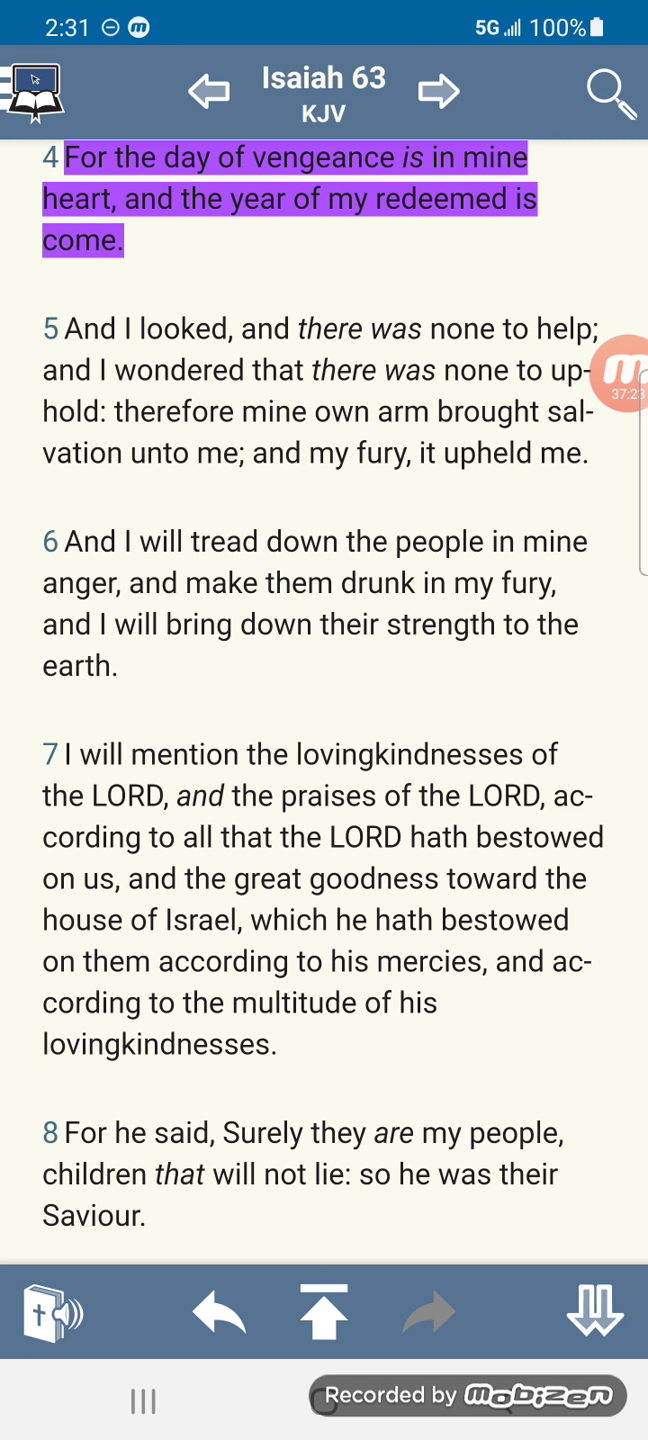 2:31
5G 100%
Isaiah 63
KJV
4 For the day of vengeance is in mine
heart, and the year of my redeemed is
come.
5 And I looked, and there was none to help;
and I wondered that there was none to up-
hold: therefore mine own arm brought sal-
vation unto me; and my fury, it upheld me.
37:23
6 And I will tread down the people in mine
anger, and make them drunk in my fury,
and I will bring down their strength to the
earth.
7 I will mention the lovingkindnesses of
the LORD, and the praises of the LORD, ac-
cording to all that the LORD hath bestowed
on us, and the great goodness toward the
house of Israel, which he hath bestowed
on them according to his mercies, and ac-
cording to the multitude of his
lovingkindnesses.
8 For he said, Surely they are my people,
children that will not lie: so he was their
Saviour.
Recorded by mobizen